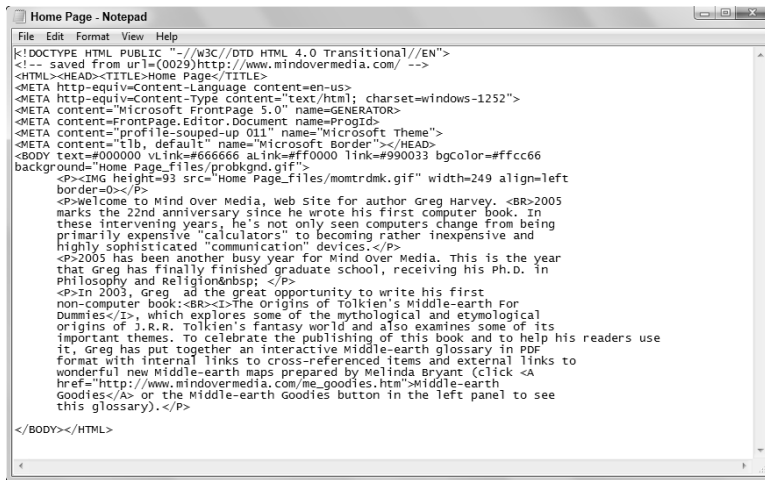 Home Page - Notepad
File Edit Format View Help
<!DOCTYPE HTML PUBLIC "-//W3C//DTD HTML 4.0 Transitional//EN">
<!-- saved from url=(0029)http://www.mindovermedia.com/ -->
<HTML><HEAD><TITLE>Home Page</TITLE>
<META http-equiv=Content-Language content=en-us>
<META http-equiv=Content-Type content="text/html; charset=windows-1252">
<META content="Microsoft FrontPage 5.0" name=GENERATOR>
<META content=FrontPage.Editor.Document name=ProgId>
<META content="profile-souped-up 011" name="Microsoft Theme">
<META content="tlb, default" name="Microsoft Border"></HEAD>
<BODY text=#000000 vLink=#666666 aLink=#ff0000 link=#990033 bgColor=#ffcc66
background="Home Page_files/probkgnd.gif">
<P><IMG height=93 src="Home Page_files/momtrdmk.gif" width=249 align=left
border=0></P>
<P>Welcome to Mind Over Media, Web Site for author Greg Harvey. <BR>2005
marks the 22nd anniversary since he wrote his first computer book. In
these intervening years, he's not only seen computers change from being
primarily expensive "calculators" to becoming rather inexpensive and
highly sophisticated "communication" devices.</P>
<P>2005 has been another busy year for Mind Over Media. This is the year
that Greg has finally finished graduate school, receiving his Ph.D. in
Philosophy and Religion&nbsp; </P>
<P>In 2003, Greg  ad the great opportunity to write his first
non-computer book:<BR><I>The Origins of Tolkien's Middle-earth For
Dummies</I>, which explores some of the mythological and etymological
origins of J.R.R. Tolkien's fantasy world and also examines some of its
important themes. To celebrate the publishing of this book and to help his readers use
it, Greg has put together an interactive Middle-earth glossary in PDF
format with internal links to cross-referenced items and external links to
wonderful new Middle-earth maps prepared by Melinda Bryant (click <A
href="http://www.mindovermedia.com/me_goodies.htm">Middle-earth
Goodies</A> or the Middle-earth Goodies button in the left panel to see
this glossary).</P>
</BODY></HTML>